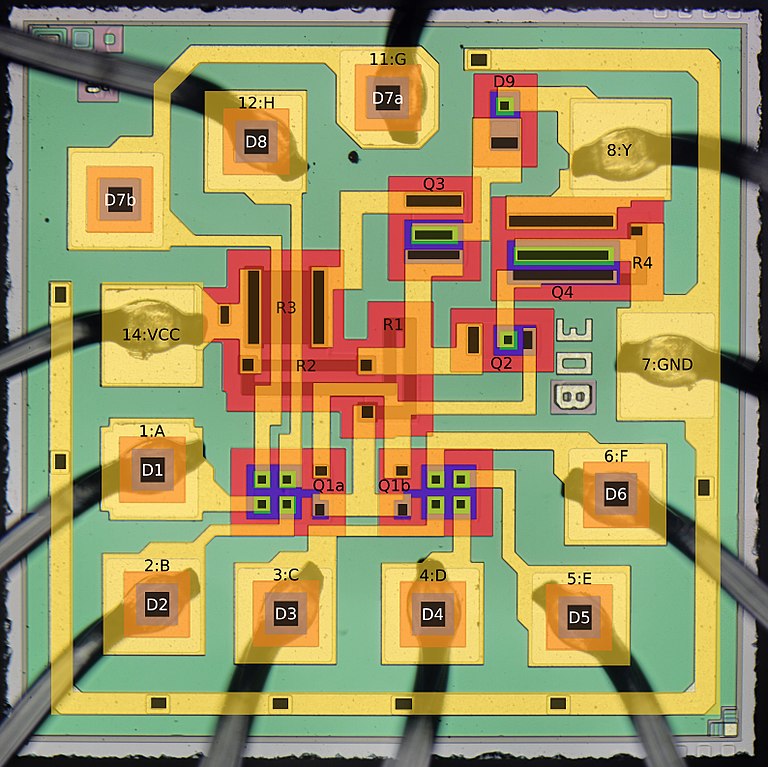 11:G
D9
D7a
12:H
D8
8:Y
D7b
Q3
R4
Q4
R3
R1
14:VCC
Q2
R2
7:GND
BOE
1:A
D1
Q1a
Q1b
6:F
D6
2:B
D2
3:C
D3
4:D
D4
5:E
D5